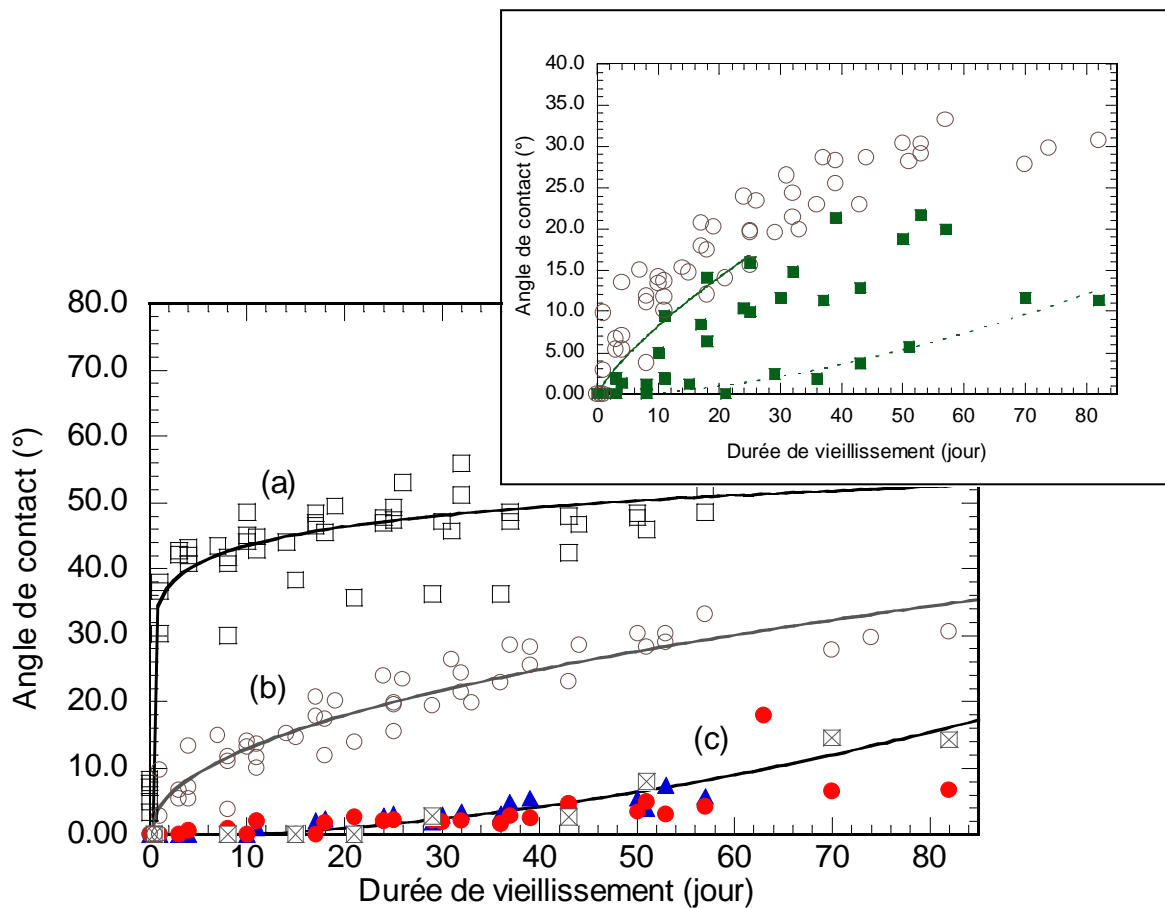 40.0
35.0
30.0
25.0
20.0
15.0
10.0
5.00
0.00
Angle de contact (°)
0 10 20 30 40 50 60 70 80
Durée de vieillissement (jour)
80.0
70.0
60.0
50.0
40.0
30.0
20.0
10.0
0.00
Angle de contact (°)
(a)
(b)
(c)
0 10 20 30 40 50 60 70 80
Durée de vieillissement (jour)